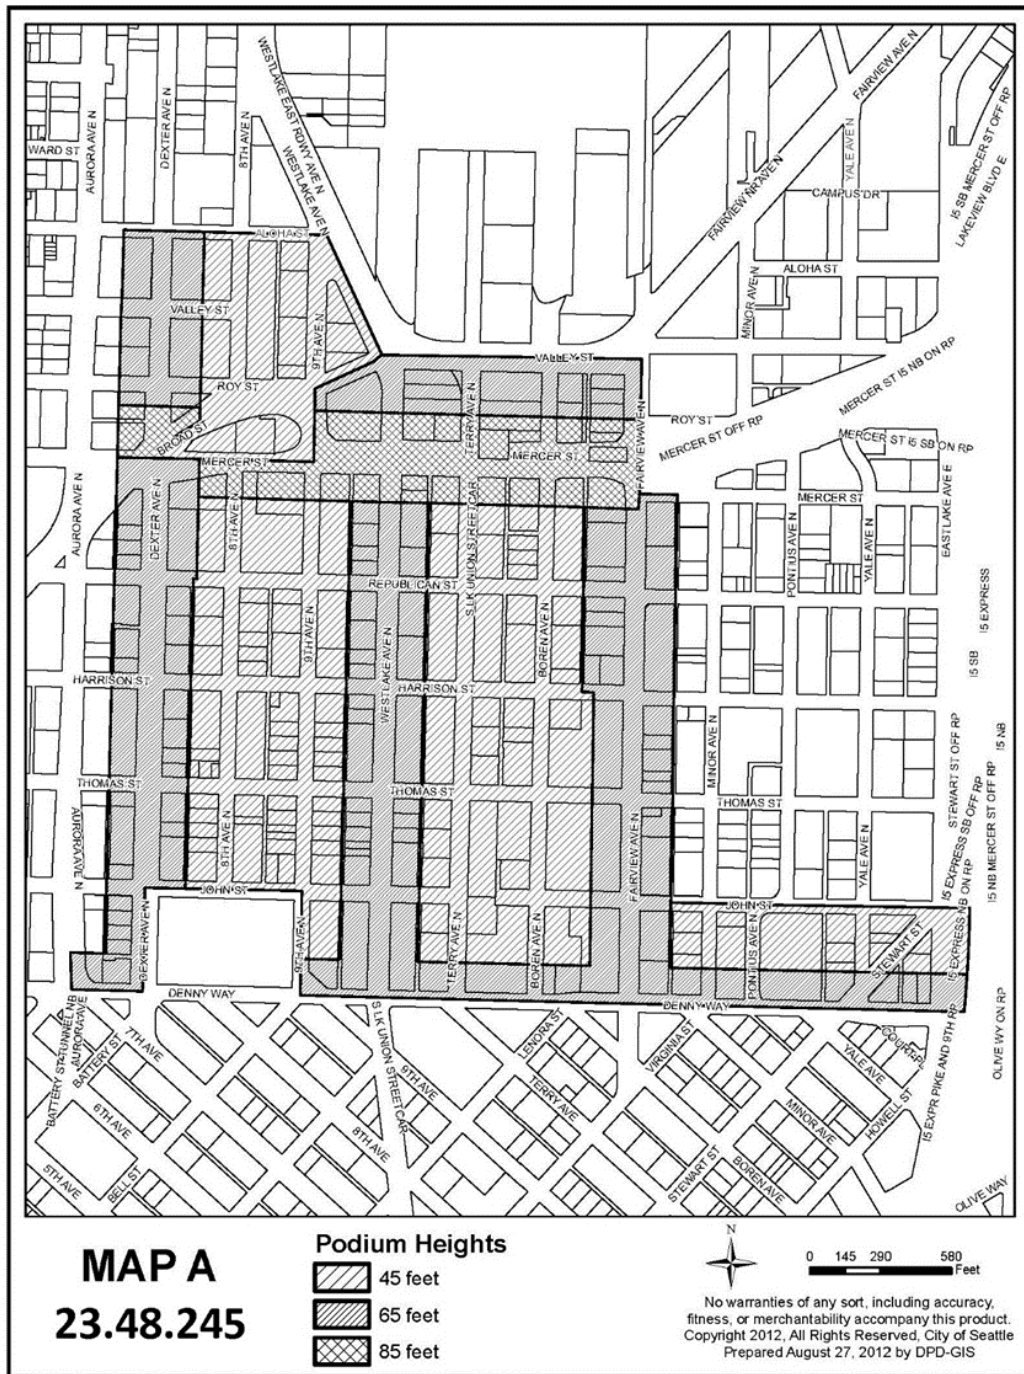 WESTLAKE EAST RDWY AVE N
WESTLAKE AVE N
FAIRVIEW AVE N
WARD ST
AURORA AVE N
DEXTER AVE N
8TH AVE N
YALE AVE N
I5 SB MERCER ST OFF RP
LAKEVIEW BLVD E
CAMPUS DR
FAIRVIEW NR AVE N
ALOHA ST
ALOHA ST
VALLEY ST
9TH AVE N
MINOR AVE N
VALLEY ST
ROY ST
TERRY AVE N
FAIRVIEW AVE N
ROY ST
MERCER ST I5 NB ON RP
MERCER ST OFF RP
BROAD ST
MERCER ST
MERCER ST
MERCER ST I5 SB ON RP
AURORA AVE N
DEXTER AVE N
8TH AVE N
SLK UNION STREETCAR
MERCER ST
PONTIUS AVE N
YALE AVE N
EASTLAKE AVE E
REPUBLICAN ST
9TH AVE N
WESTLAKE AVE N
BOREN AVE N
I5 EXPRESS
I5 SB
HARRISON ST
HARRISON ST
MINOR AVE N
STEWART ST OFF RP
I5 NB
THOMAS ST
THOMAS ST
THOMAS ST
AURORA AVE N
8TH AVE N
FAIRVIEW AVE N
YALE AVE N
I5 EXPRESS SB OFF RP
I5 NB MERCER ST OFF RP
JOHN ST
JOHN ST
DEXTER AVE N
9TH AVE N
TERRY AVE N
BOREN AVE N
PONTIUS AVE N
STEWART ST
I5 EXPRESS NB ON RP
DENNY WAY
DENNY WAY
BATTERY ST TUNNEL NB
AURORA AVE
BATTERY ST
7TH AVE
SLK UNION STREETCAR
LENORA ST
VIRGINIA ST
YALE AVE
I5 EXPR PIKE AND 9TH RP
OLIVE WY ON RP
6TH AVE
9TH AVE
TERRY AVE
MINOR AVE
HOWELL ST
5TH AVE
BELL ST
8TH AVE
STEWART ST
BOREN AVE
OLIVE WAY
MAP A
23.48.245
Podium Heights
45 feet
65 feet
85 feet
N
0 145 290 580
Feet
No warranties of any sort, including accuracy,
fitness, or merchantability accompany this product.
Copyright 2012, All Rights Reserved, City of Seattle
Prepared August 27, 2012 by DPD-GIS